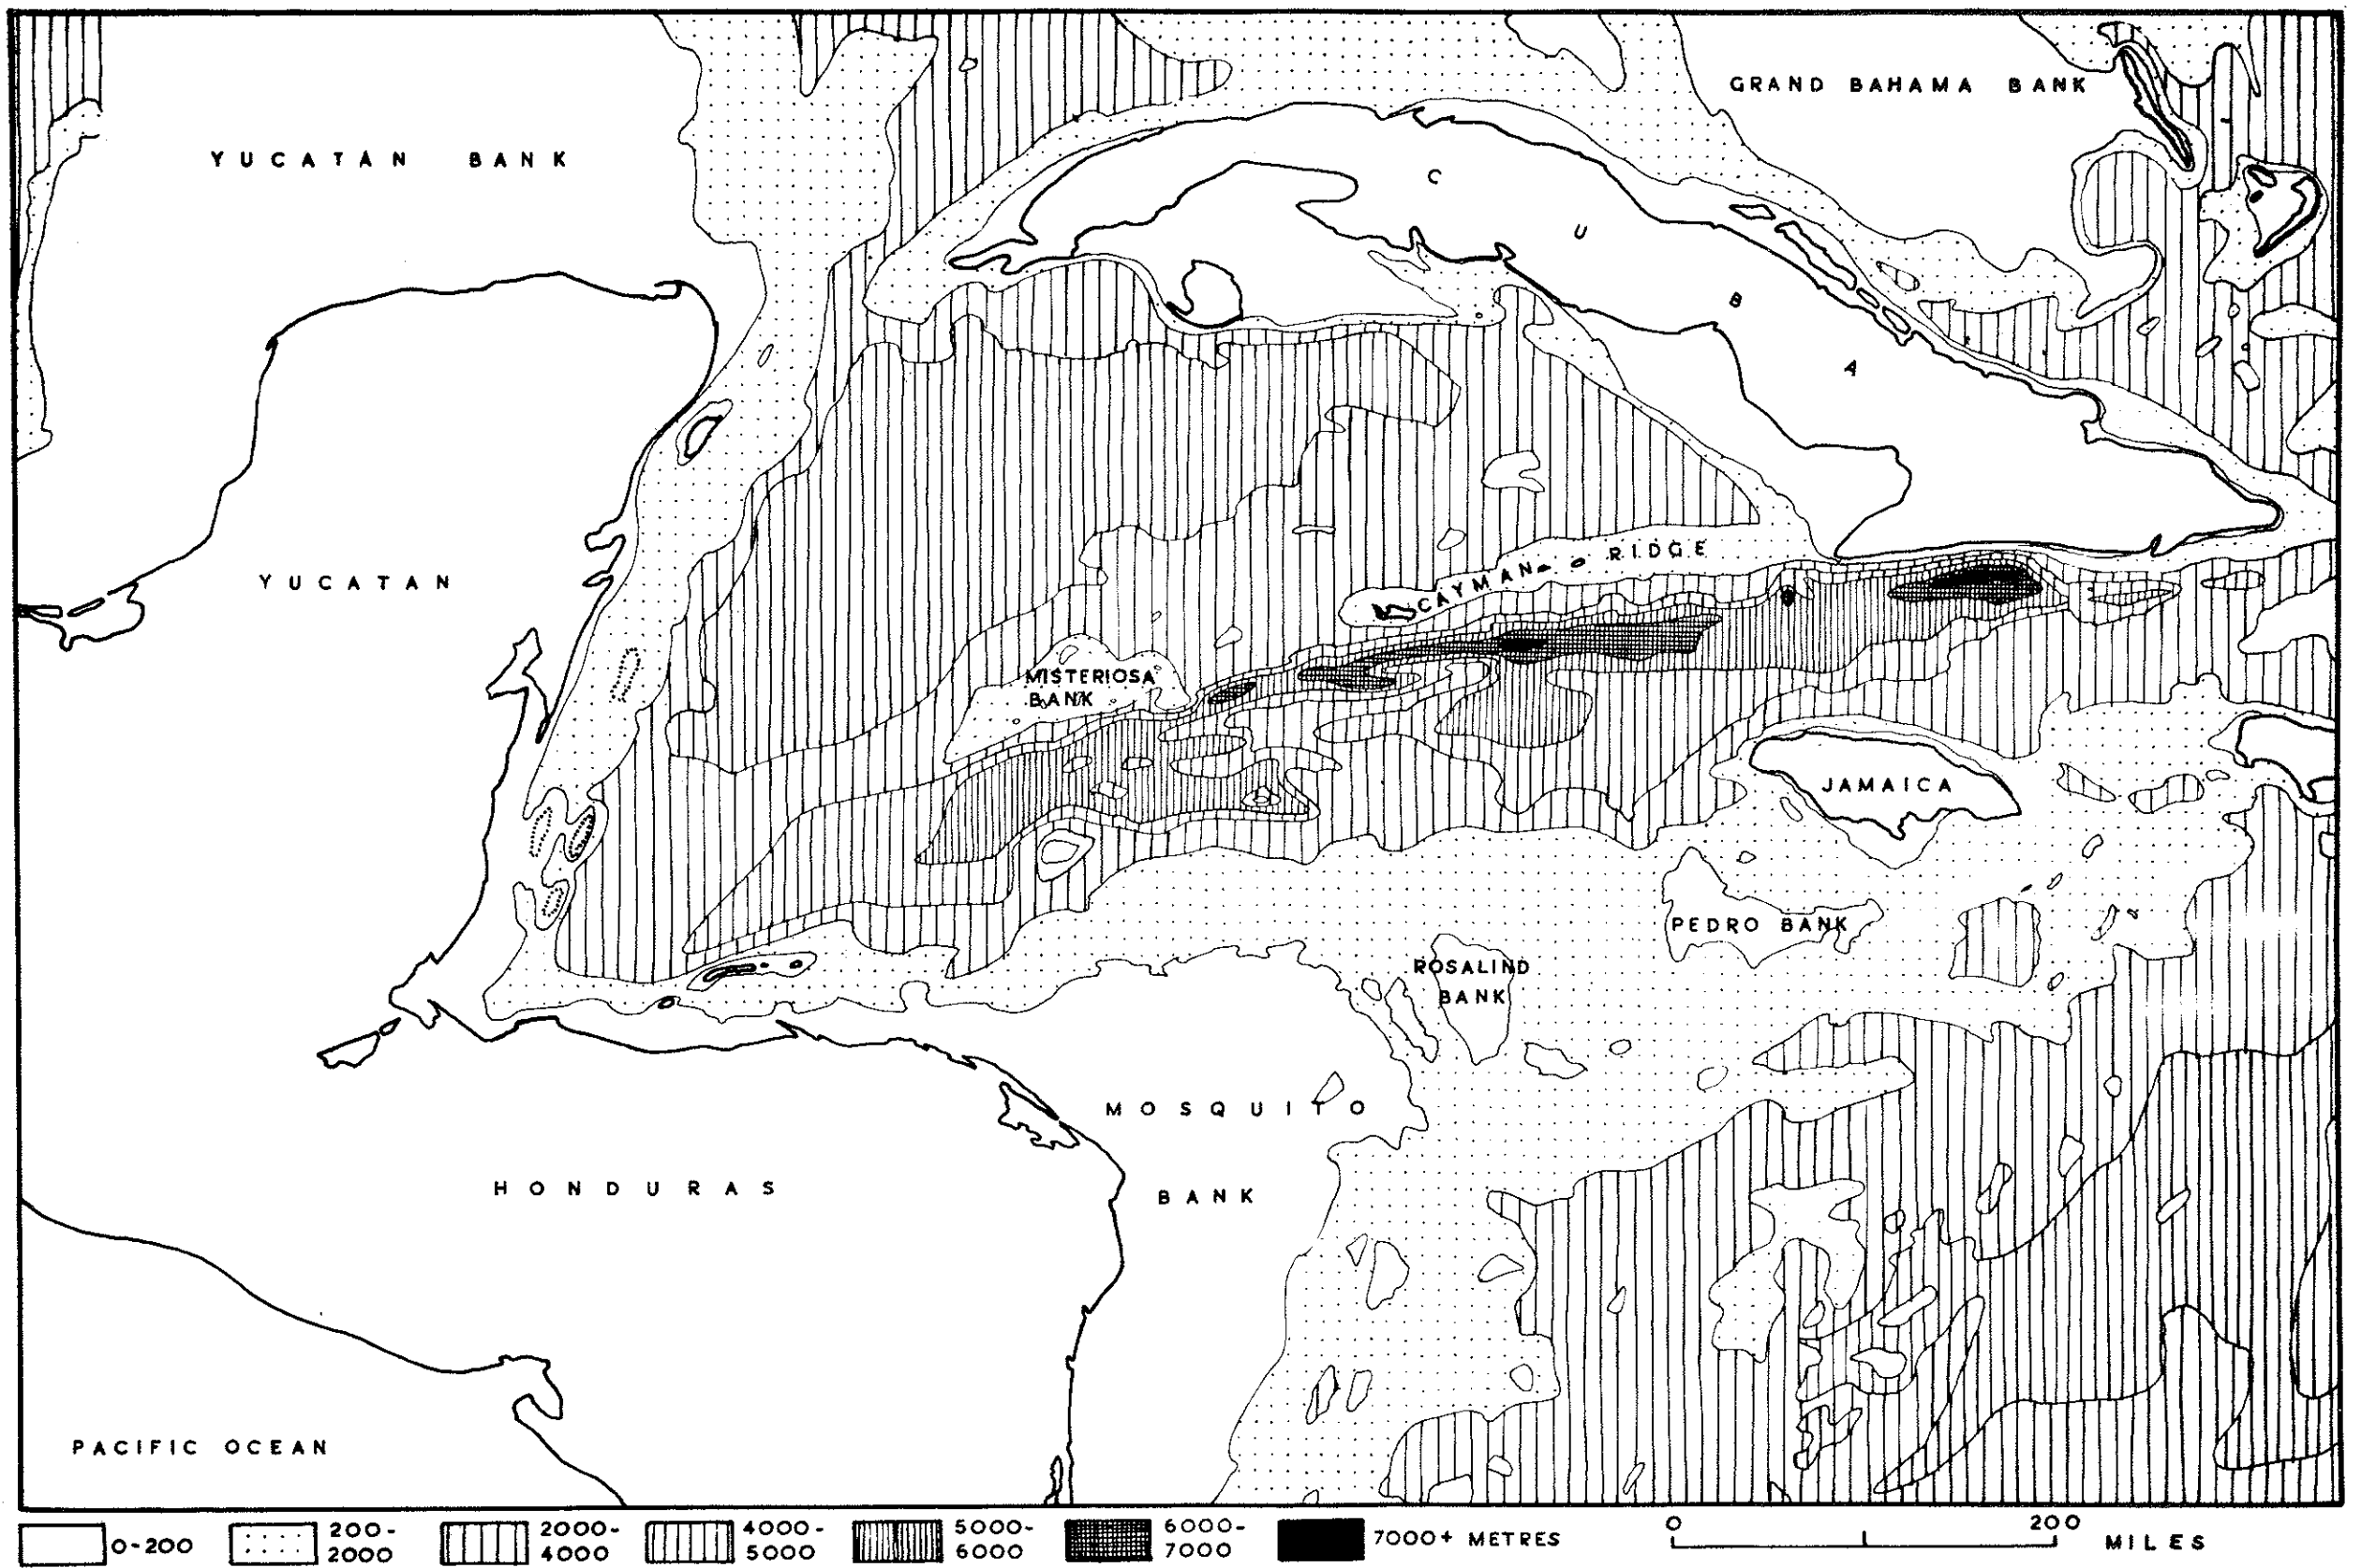 GRAND BAHAMA BANK
YUCATAN BANK
CUBA
YUCATAN
CAYMAN RIDGE
MISTERIOSA
BANK
JAMAICA
PEDRO BANK
ROSALIND
BANK
MOSQUITO
BANK
HONDURAS
PACIFIC OCEAN
0-200
200-
2000
2000-
4000
4000-
5000
5000-
6000
6000-
7000
7000+ METRES
0 200
MILES